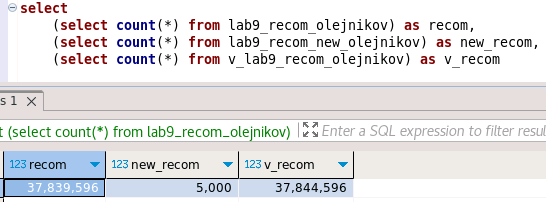 select
(select count(*) from lab9_recom_olejnikov) as recom,
(select count(*) from lab9_recom_new_olejnikov) as new_recom,
(select count(*) from v_lab9_recom_olejnikov) as v_recom
s 1
t (select count(*) from lab9_recom_olejnikov)
Enter a SQL expression to filter resul
123 recom 123 new_recom 123 v_recom
37,839,596 5,000 37,844,596